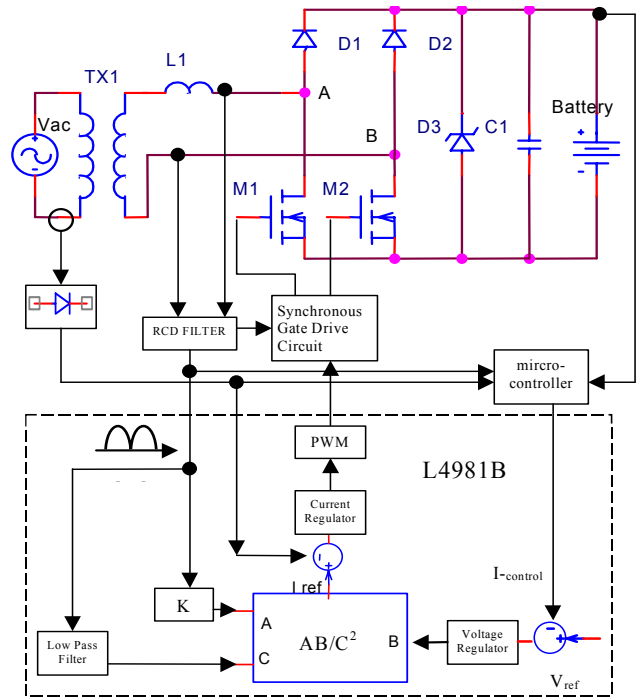 D1
D2
L1
TX1
A
Vac
Battery
B
D3
C1
M1
M2
+
-
RCD FILTER
Synchronous
Gate Drive
Circuit
mircro-
controller
PWM
L4981B
Current
Regulator
I-control
I ref
K
A
AB/C²
B
Voltage
Regulator
Low Pass
Filter
C
Vref